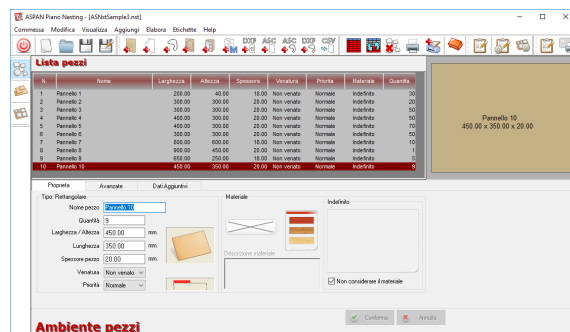 ASPAN Piano Nesting - [ASNstSample3.nst]
Commessa Modifica Visualizza Aggiungi Elabora Etichette Help
DXF ASC ASC DXF CSV
Lista pezzi
N. Nome Larghezza Altezza Spessore Venatura Priorita Materiale Quantita
1 Pannello 1 200.00 40.00 18.00 Non venato Normale Indefinito 30
2 Pannello 2 300.00 300.00 20.00 Non venato Normale Indefinito 20
3 Pannello 3 300.00 300.00 20.00 Non venato Normale Indefinito 50
4 Pannello 4 400.00 300.00 20.00 Non venato Normale Indefinito 50
5 Pannello 5 400.00 300.00 20.00 Non venato Normale Indefinito 70
6 Pannello 6 300.00 300.00 20.00 Non venato Normale Indefinito 50
7 Pannello 7 800.00 600.00 18.00 Non venato Normale Indefinito 10
8 Pannello 8 900.00 450.00 20.00 Non venato Normale Indefinito 1
9 Pannello 9 650.00 250.00 18.00 Non venato Normale Indefinito 5
10 Pannello 10 450.00 350.00 20.00 Non venato Normale Indefinito 9
Pannello 10
450.00 x 350.00 x 20.00
Proprieta Avanzate Dati Aggiuntivi
Tipo: Rettangolare
Nome pezzo Pannello 10
Quantità 9
Larghezza / Altezza 450.00 mm.
Lunghezza 350.00 mm.
Spessore pezzo 20.00 mm.
Venatura Non venato
Priorità Normale
Materiale
Descrizione materiale
Indefinito
Non considerare il materiale
Conferma Annulla
Ambiente pezzi